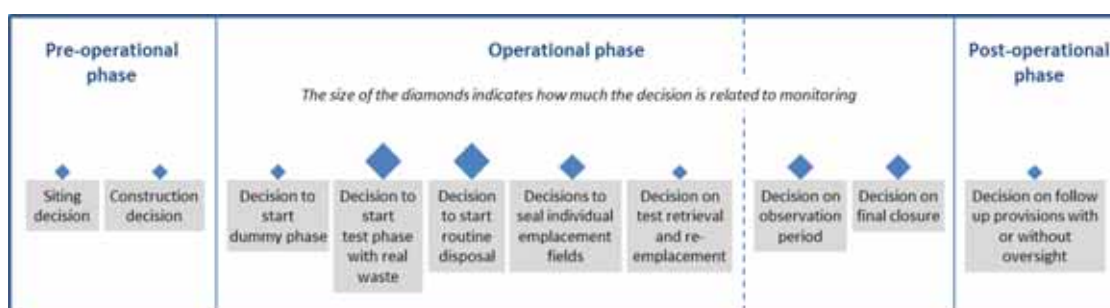 Pre-operational
phase
Operational phase
Post-operational
phase
The size of the diamonds indicates how much the decision is related to monitoring
Siting
decision
Construction
decision
Decision to
start
dummy phase
Decision to
start
test phase
with real
waste
Decision
to start
routine
disposal
Decisions to
seal individual
emplacement
fields
Decision on
test retrieval
and re-
emplacement
Decision on
observation
period
Decision on
final closure
Decision on follow
up provisions with
or without
oversight